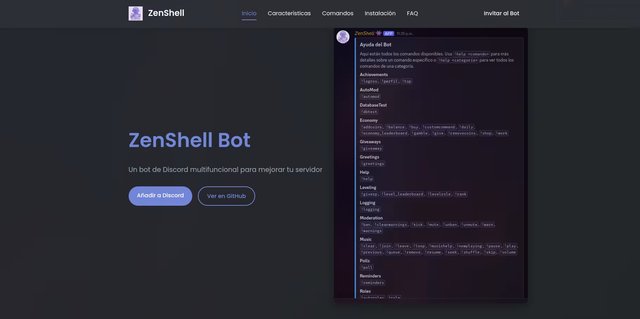 ZenShell
Inicio
Características
Comandos
Instalación
FAQ
Invitar al Bot
ZenShell Bot
Un bot de Discord multifuncional para mejorar tu servidor
Añadir a Discord
Ver en GitHub
ZenShell
APP
Ayuda del Bot
Aquí están todos los comandos disponibles. Usa !help <comando> para más
detalles sobre un comando específico o !help <categoría> para ver todos los
comandos de una categoría.
Achievements
!logros, !perfil, !top
AutoMod
!automod
DatabaseTest
!dbtest
Economy
!addcoins, !balance, !buy, !customcommand, !daily,
!economy_leaderboard, !gamble, !give, !removecoins, !shop, !work
Giveaways
!giveaway
Greetings
!greetings
Help
!help
Leveling
!givexp, !level_leaderboard, !levelrole, !rank
Logging
!logging
Moderation
!ban, !clearwarnings, !kick, !mute, !unban, !unmute, !warn,
!warnings
Music
!clear, !join, !leave, !loop, !musichelp, !nowplaying, !pause, !play,
!previous, !queue, !remove, !resume, !seek, !shuffle, !skip, !volume
Polls
!poll
Reminders
!reminders
Roles